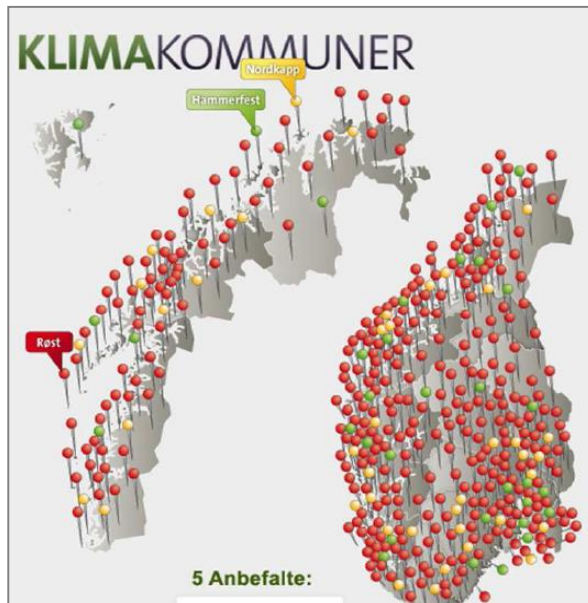 KLIMAKOMMUNER
Nordkapp
Hammerfest
Røst
5 Anbefalte: